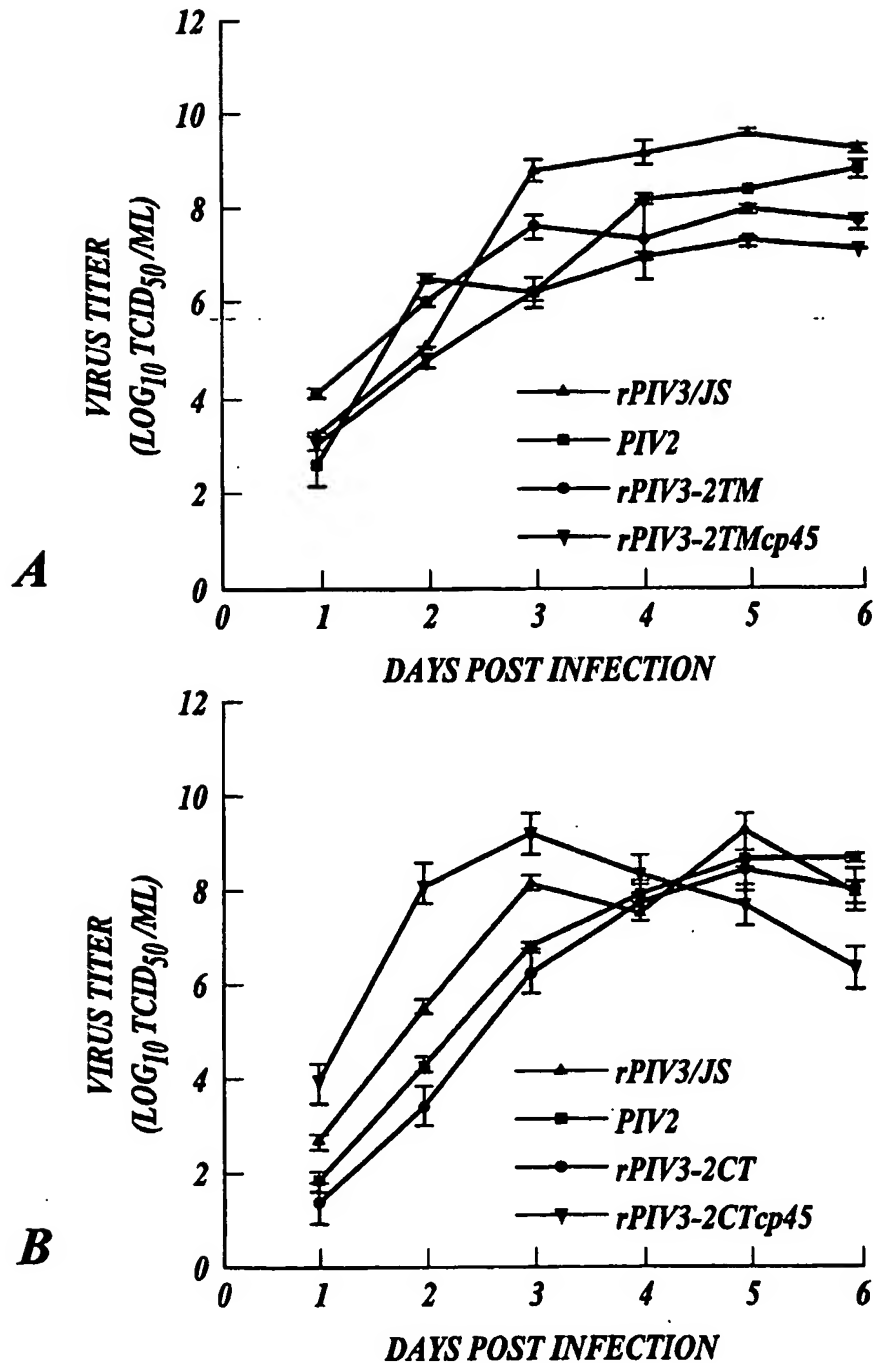 12
10
8
6
4
2
0
VIRUS TITER
(LOG10 TCID50/ML)
rPIV3/JS
PIV2
rPIV3-2TM
rPIV3-2TMcp45
A
0 1 2 3 4 5 6
DAYS POST INFECTION
12
10
8
6
4
2
0
VIRUS TITER
(LOG10 TCID50/ML)
rPIV3/JS
PIV2
rPIV3-2CT
rPIV3-2CTcp45
B
0 1 2 3 4 5 6
DAYS POST INFECTION